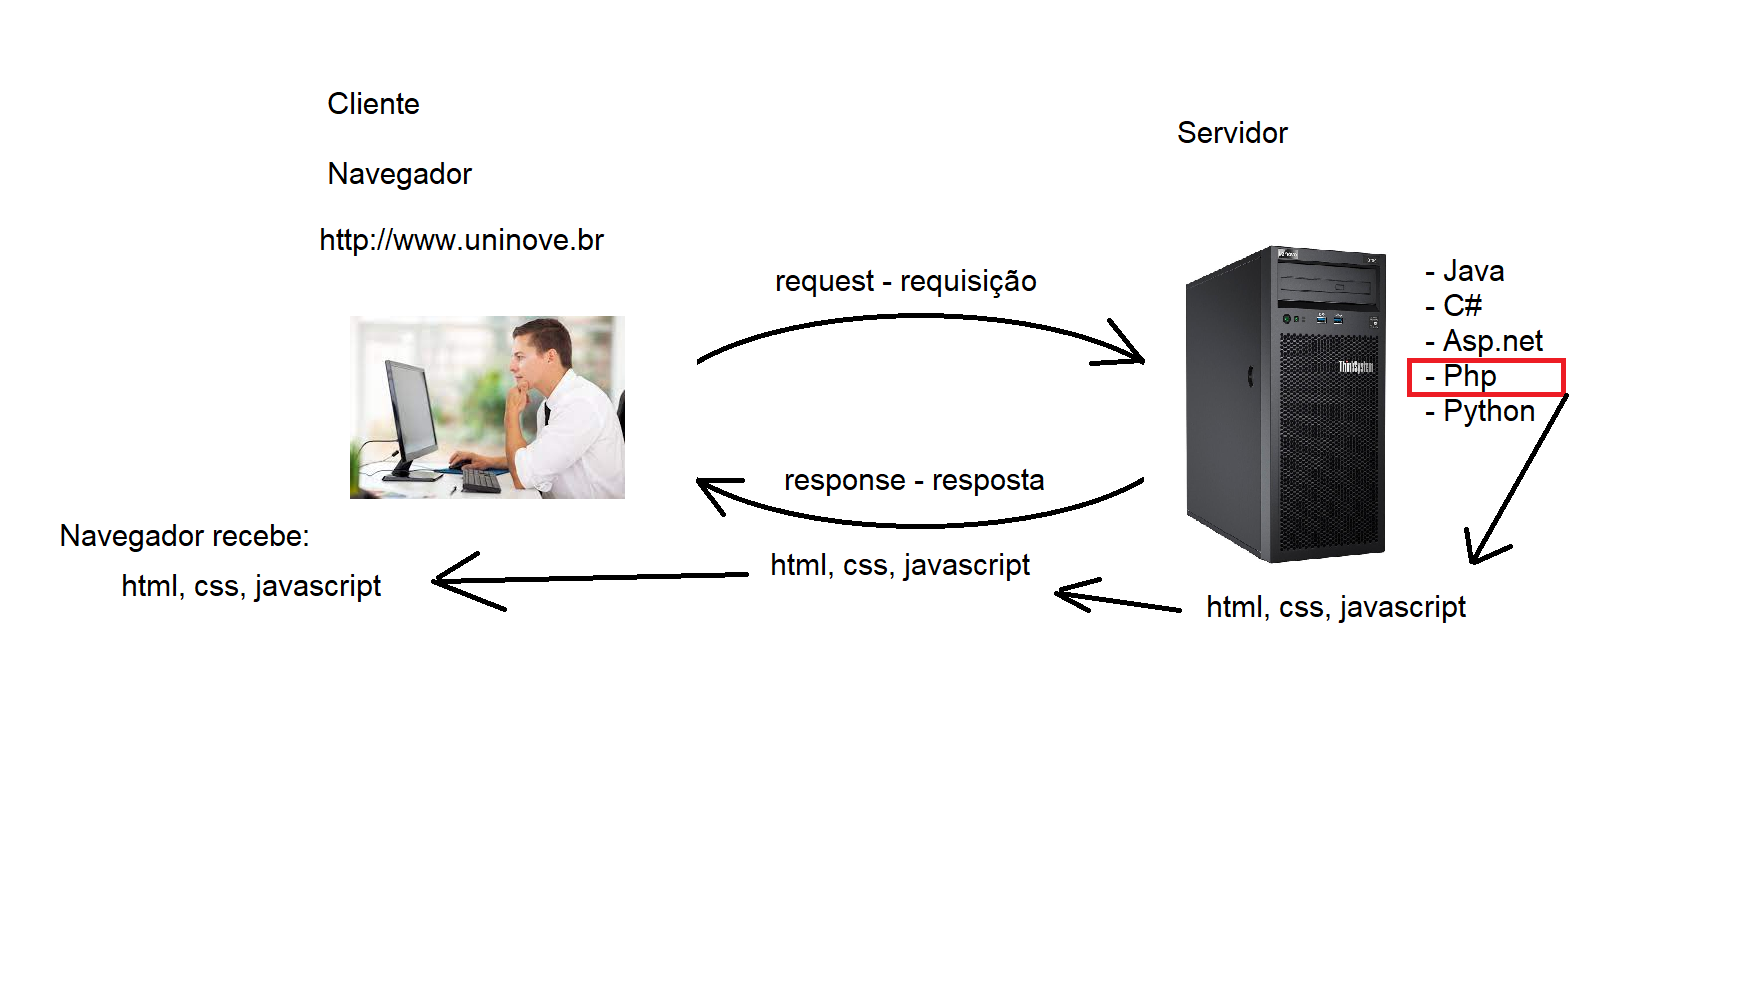 Cliente
Navegador
http://www.uninove.br
Servidor
request - requisição
- Java
- C#
- Asp.net
- Php
- Python
ThinkSystem
response - resposta
Navegador recebe:
html, css, javascript
html, css, javascript
html, css, javascript